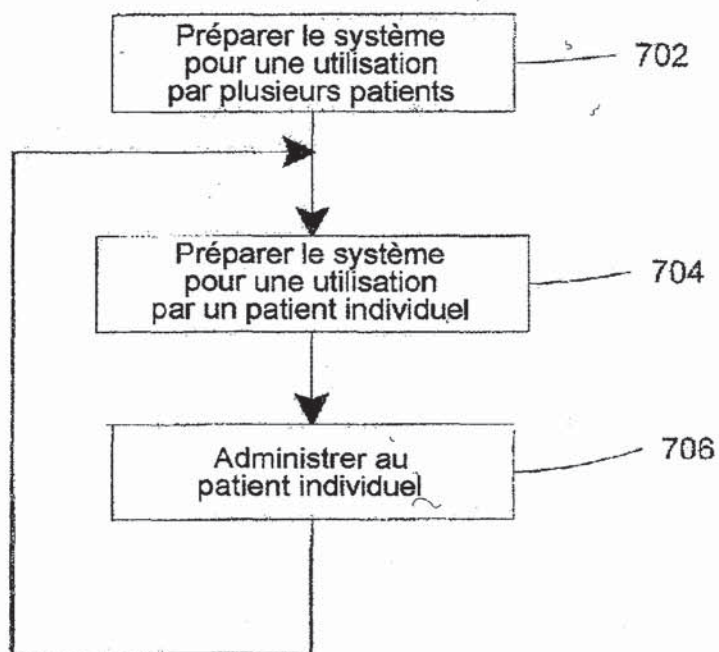 Préparer le système
pour une utilisation
par plusieurs patients
702
Préparer le système
pour une utilisation
par un patient individuel
704
Administrer au
patient individuel
706